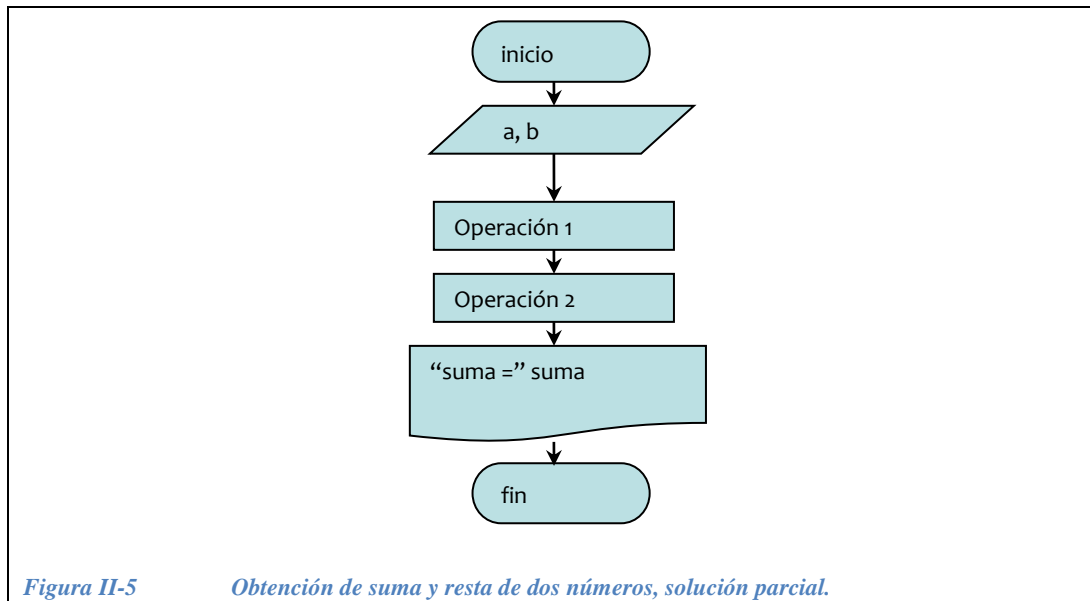 inicio
a, b
Operación 1
Operación 2
“suma =” suma
fin
Figura II-5 Obtención de suma y resta de dos números, solución parcial.